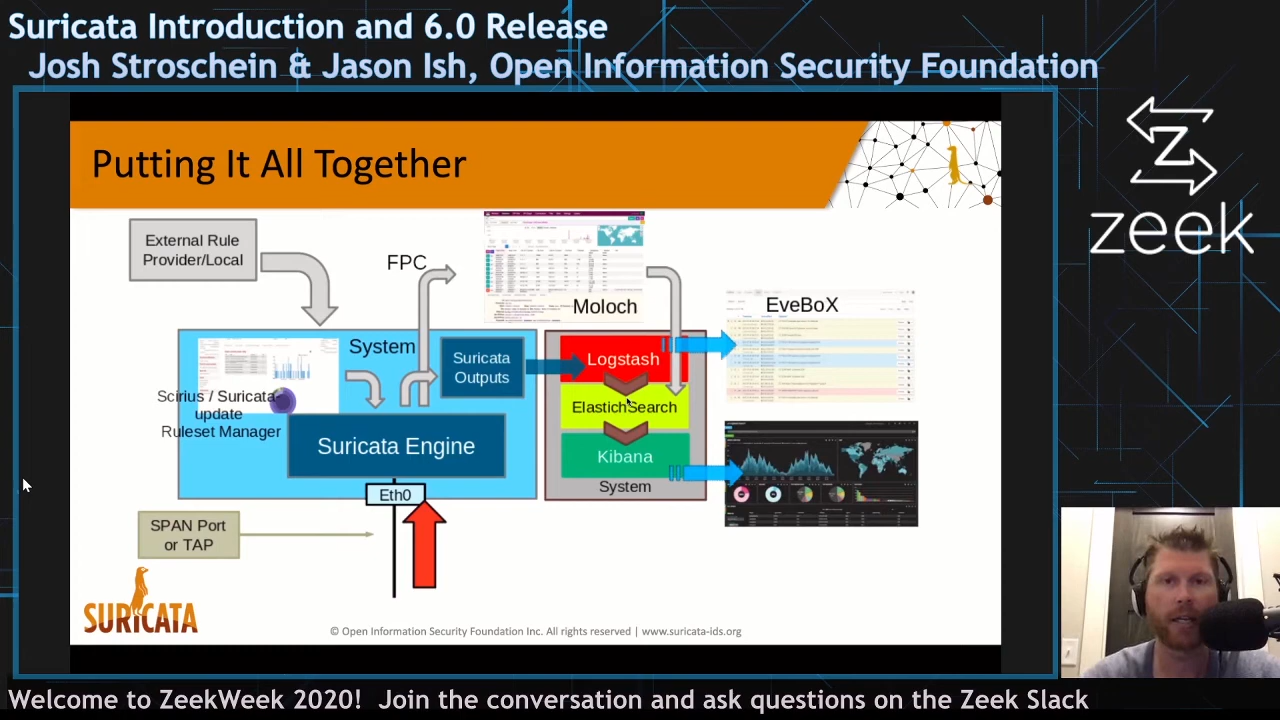 Suricata Introduction and 6.0 Release
Josh Stroschein & Jason Ish, Open Information Security Foundation
Putting It All Together
External Rule
Provider/Local
FPC
Moloch
EveBoX
System
Suricata
Outputs
Logstash
Scirius / Suricata-
update
Ruleset Manager
ElastichSearch
Suricata Engine
Kibana
System
Eth0
SPAN Port
or TAP
SURICATA
© Open Information Security Foundation Inc. All rights reserved | www.suricata-ids.org
zeek
Welcome to ZeekWeek 2020! Join the conversation and ask questions on the Zeek Slack